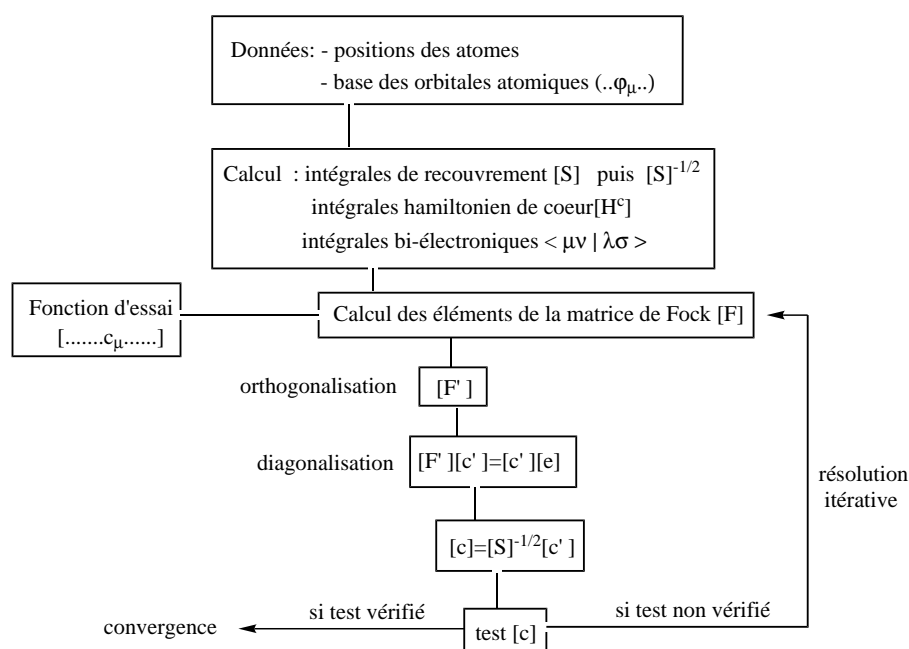 Données: - positions des atomes
- base des orbitales atomiques (..φμ..)
Calcul : intégrales de recouvrement [S] puis [S]-1/2
intégrales hamiltonien de coeur[Hc]
intégrales bi-électroniques < μν | λσ >
Fonction d'essai
[.......cμ......]
Calcul des éléments de la matrice de Fock [F]
orthogonalisation
[F' ]
diagonalisation
[F' ][c']=[c'][e]
résolution
itérative
[c]=[S]-1/2[c' ]
si test vérifié
si test non vérifié
convergence
test [c]